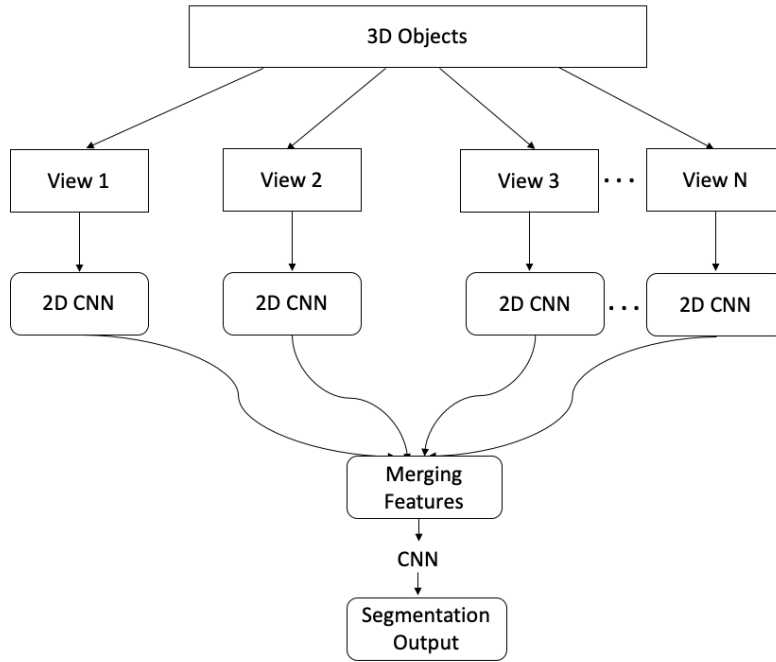 3D Objects
View 1
View 2
View 3
...
View N
2D CNN
2D CNN
2D CNN
...
2D CNN
Merging
Features
CNN
Segmentation
Output